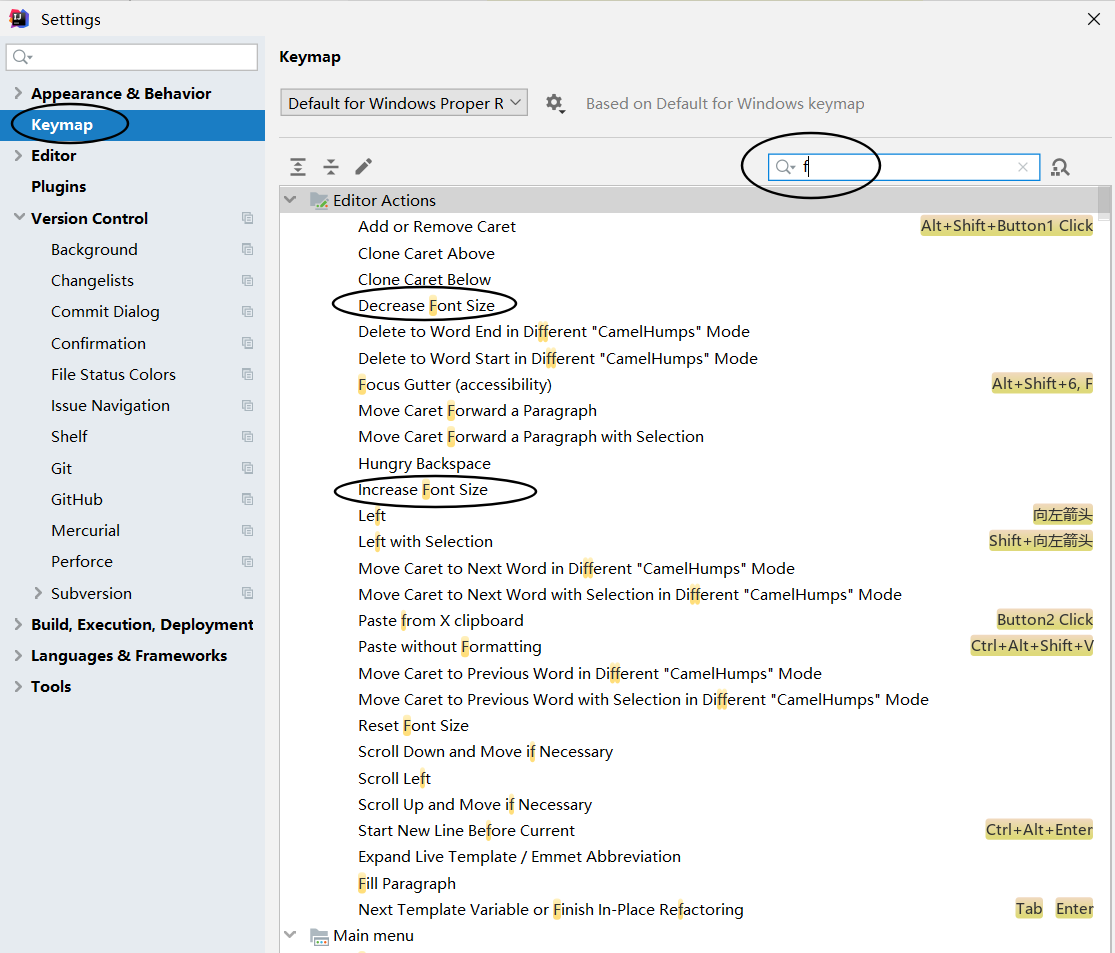 Settings
Appearance & Behavior
Keymap
Editor
Plugins
Version Control
Background
Changelists
Commit Dialog
Confirmation
File Status Colors
Issue Navigation
Shelf
Git
GitHub
Mercurial
Perforce
Subversion
Build, Execution, Deployment
Languages & Frameworks
Tools
Keymap
Default for Windows Proper R
Based on Default for Windows keymap
f
Editor Actions
Add or Remove Caret Alt+Shift+Button1 Click
Clone Caret Above
Clone Caret Below
Decrease Font Size
Delete to Word End in Different "CamelHumps" Mode
Delete to Word Start in Different "CamelHumps" Mode
Focus Gutter (accessibility) Alt+Shift+6, F
Move Caret Forward a Paragraph
Move Caret Forward a Paragraph with Selection
Hungry Backspace
Increase Font Size
Left 向左箭头
Left with Selection Shift+向左箭头
Move Caret to Next Word in Different "CamelHumps" Mode
Move Caret to Next Word with Selection in Different "CamelHumps" Mode
Paste from X clipboard Button2 Click
Paste without Formatting Ctrl+Alt+Shift+V
Move Caret to Previous Word in Different "CamelHumps" Mode
Move Caret to Previous Word with Selection in Different "CamelHumps" Mode
Reset Font Size
Scroll Down and Move if Necessary
Scroll Left
Scroll Up and Move if Necessary
Start New Line Before Current Ctrl+Alt+Enter
Expand Live Template / Emmet Abbreviation
Fill Paragraph
Next Template Variable or Finish In-Place Refactoring Tab Enter
Main menu